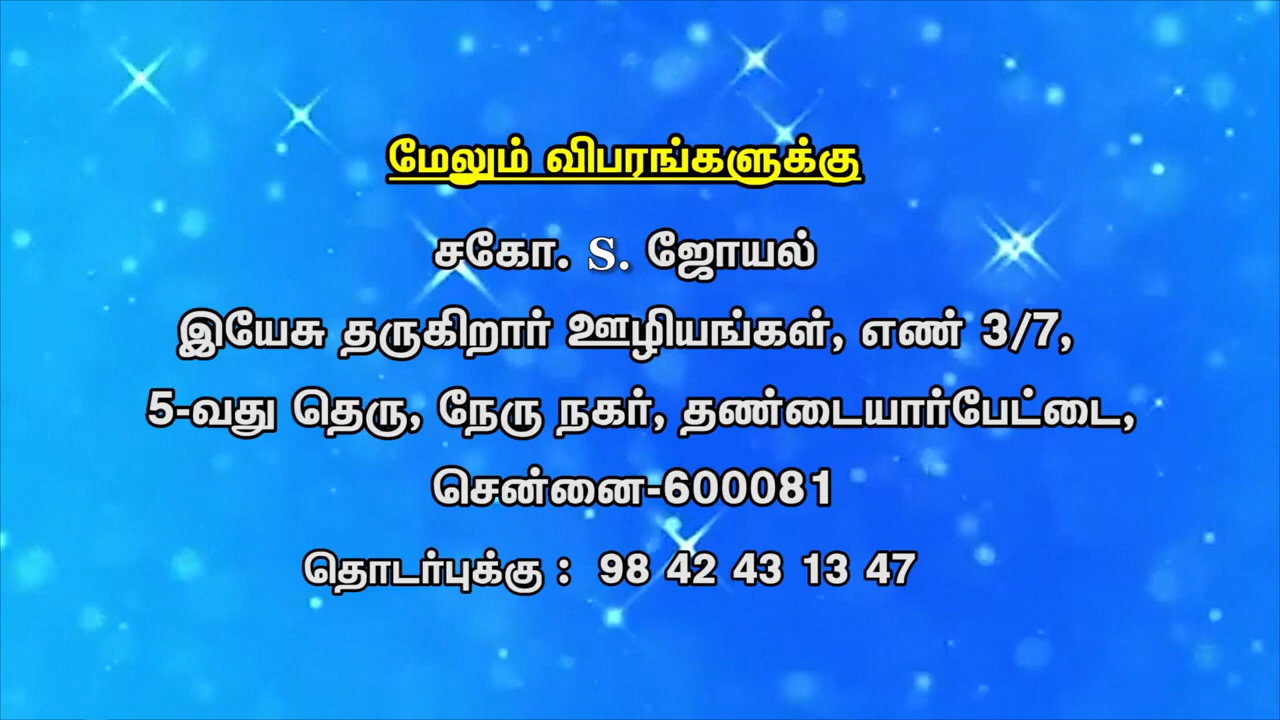 மேலும் விபரங்களுக்கு
சகோ. S. ஜோயல்
இயேசு தருகிறார் ஊழியங்கள், எண் 3/7,
5-வது தெரு, நேரு நகர், தண்டையார்பேட்டை,
சென்னை-600081
தொடர்புக்கு : 98 42 43 13 47